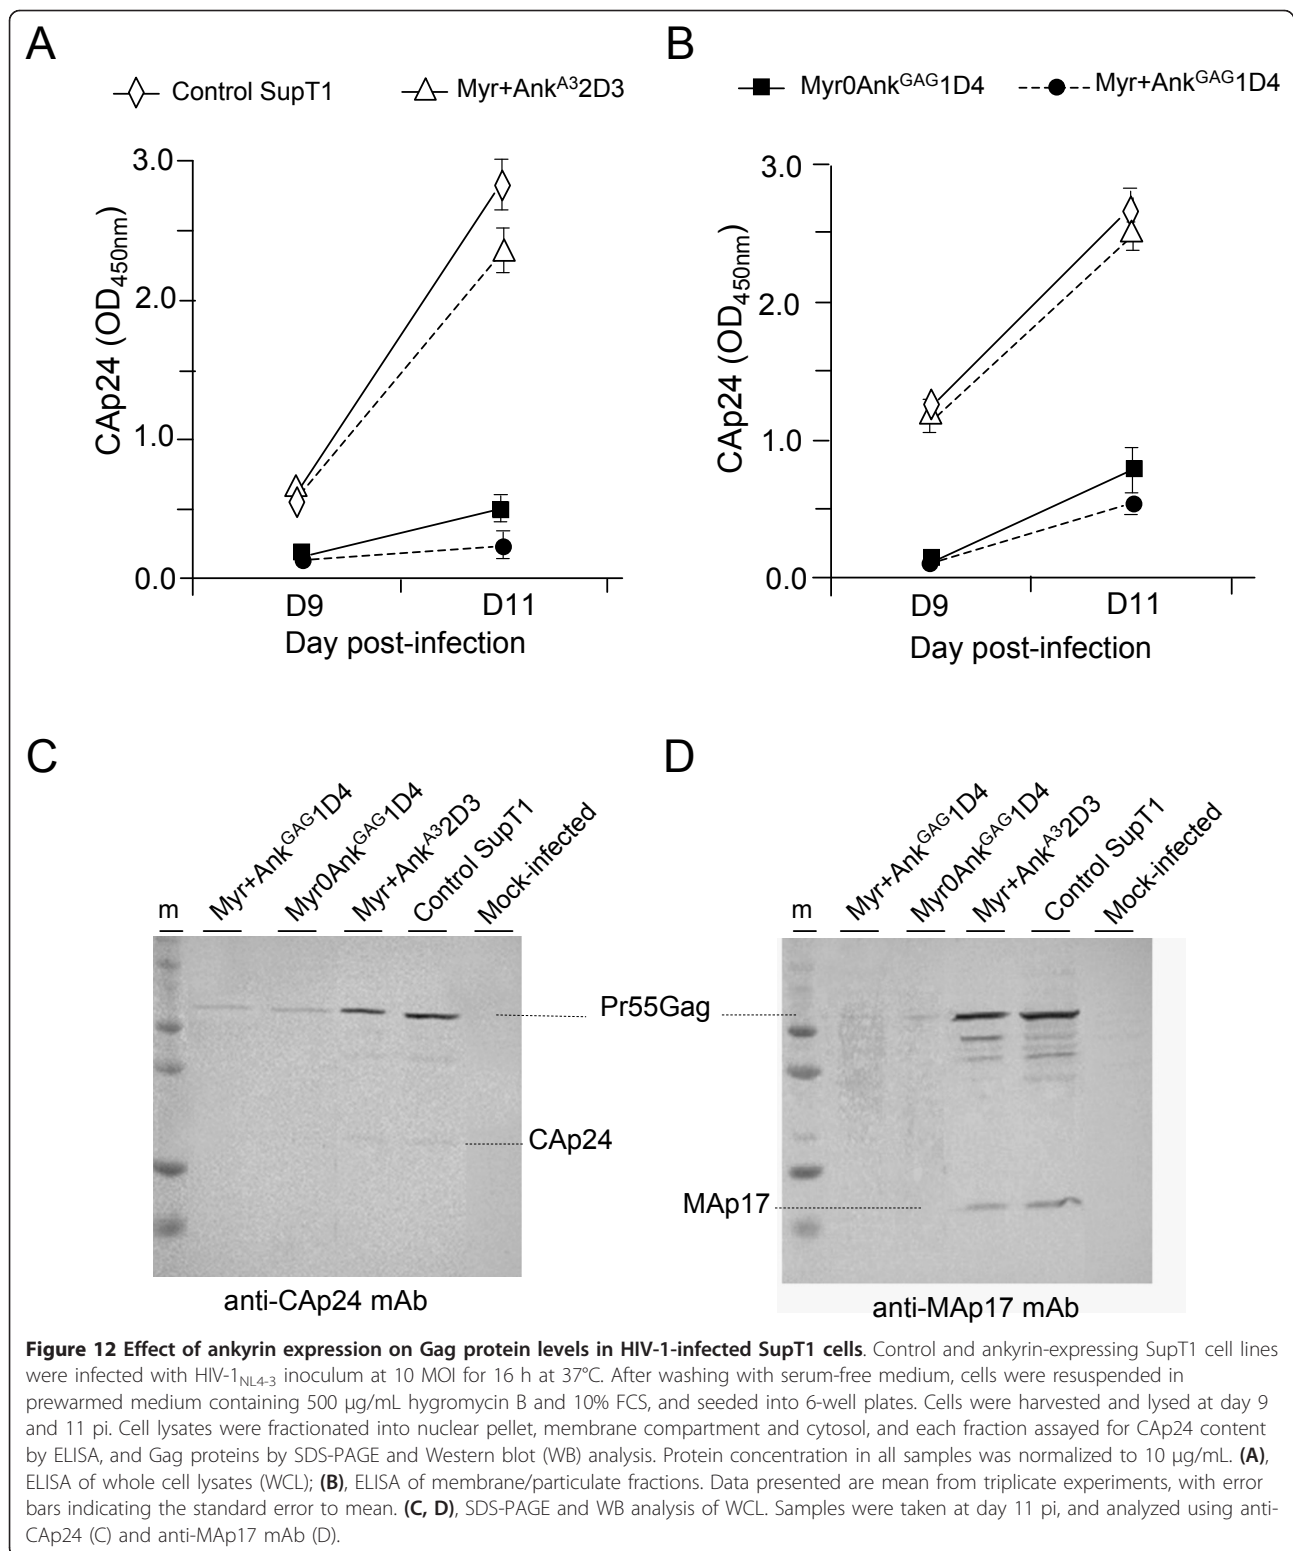 A
B
Control SupT1
Myr+Ank^A3 2D3
Myr0Ank^GAG 1D4
Myr+Ank^GAG 1D4
CAp24 (OD450nm)
3.0
2.0
1.0
0.0
D9
D11
Day post-infection
CAp24 (OD450nm)
3.0
2.0
1.0
0.0
D9
D11
Day post-infection
C
m
Myr+Ank^GAG 1D4
Myr0Ank^GAG 1D4
Myr+Ank^A3 2D3
Control SupT1
Mock-infected
D
m
Myr+Ank^GAG 1D4
Myr0Ank^GAG 1D4
Myr+Ank^A3 2D3
Control SupT1
Mock-infected
Pr55Gag
CAp24
MAp17
anti-CAp24 mAb
anti-MAp17 mAb
Figure 12 Effect of ankyrin expression on Gag protein levels in HIV-1-infected SupT1 cells. Control and ankyrin-expressing SupT1 cell lines
were infected with HIV-1NL4-3 inoculum at 10 MOI for 16 h at 37°C. After washing with serum-free medium, cells were resuspended in
prewarmed medium containing 500 μg/mL hygromycin B and 10% FCS, and seeded into 6-well plates. Cells were harvested and lysed at day 9
and 11 pi. Cell lysates were fractionated into nuclear pellet, membrane compartment and cytosol, and each fraction assayed for CAp24 content
by ELISA, and Gag proteins by SDS-PAGE and Western blot (WB) analysis. Protein concentration in all samples was normalized to 10 μg/mL. (A),
ELISA of whole cell lysates (WCL); (B), ELISA of membrane/particulate fractions. Data presented are mean from triplicate experiments, with error
bars indicating the standard error to mean. (C, D), SDS-PAGE and WB analysis of WCL. Samples were taken at day 11 pi, and analyzed using anti-
CAp24 (C) and anti-MAp17 mAb (D).